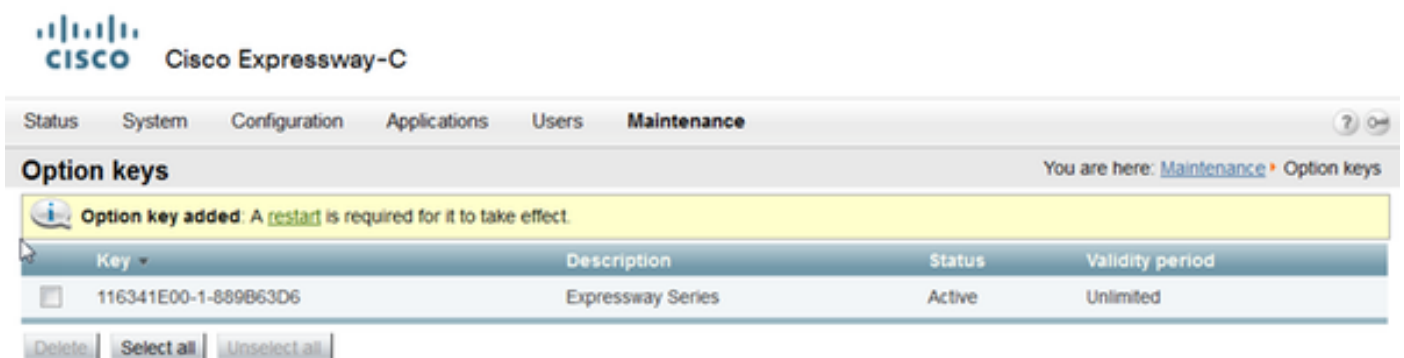 CISCO Cisco Expressway-C
Status System Configuration Applications Users Maintenance ?
Option keys You are here: Maintenance Option keys
i Option key added: A restart is required for it to take effect.
Key Description Status Validity period
116341E00-1-889B63D6 Expressway Series Active Unlimited
Delete Select all Unselect all